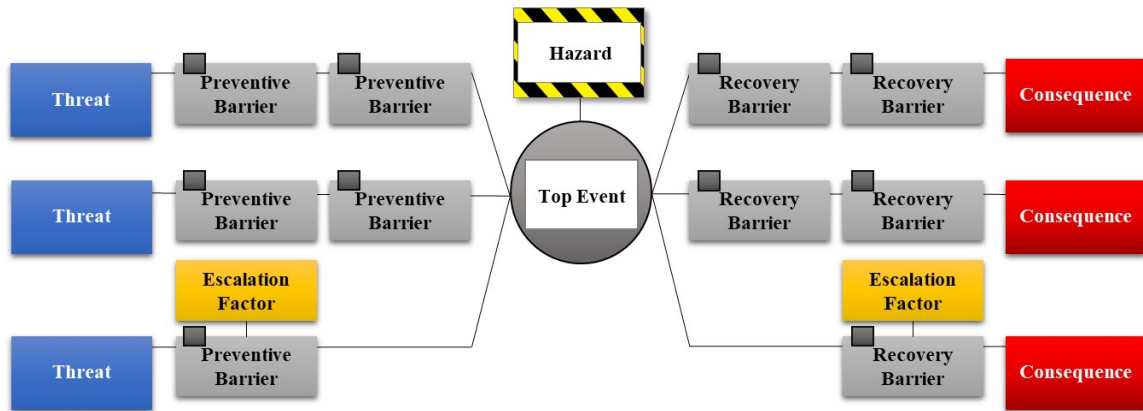 Hazard
Threat
Preventive
Barrier
Preventive
Barrier
Recovery
Barrier
Recovery
Barrier
Consequence
Threat
Preventive
Barrier
Preventive
Barrier
Top Event
Recovery
Barrier
Recovery
Barrier
Consequence
Escalation
Factor
Escalation
Factor
Threat
Preventive
Barrier
Recovery
Barrier
Consequence